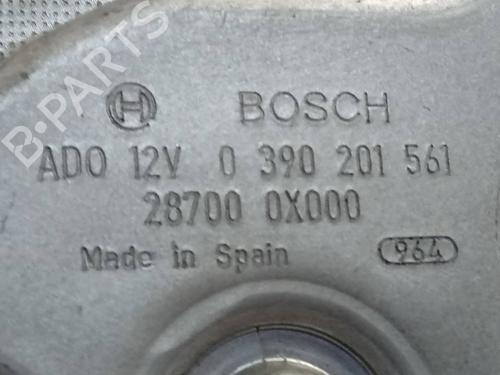 B-PARTS
BOSCH
ADO 12V 0 390 201 561
28700 0X000
Made in Spain 964